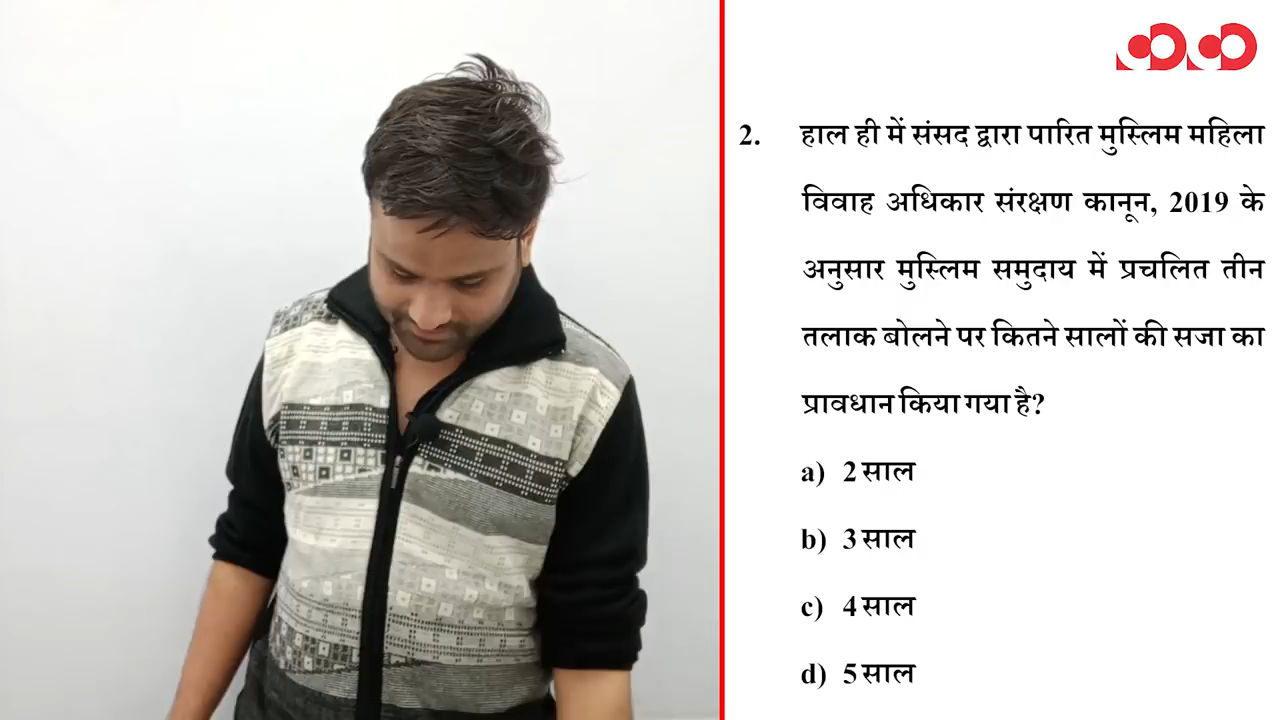 2. हाल ही में संसद द्वारा पारित मुस्लिम महिला
विवाह अधिकार संरक्षण कानून, 2019 के
अनुसार मुस्लिम समुदाय में प्रचलित तीन
तलाक बोलने पर कितने सालों की सजा का
प्रावधान किया गया है?
a) 2 साल
b) 3 साल
c) 4 साल
d) 5 साल